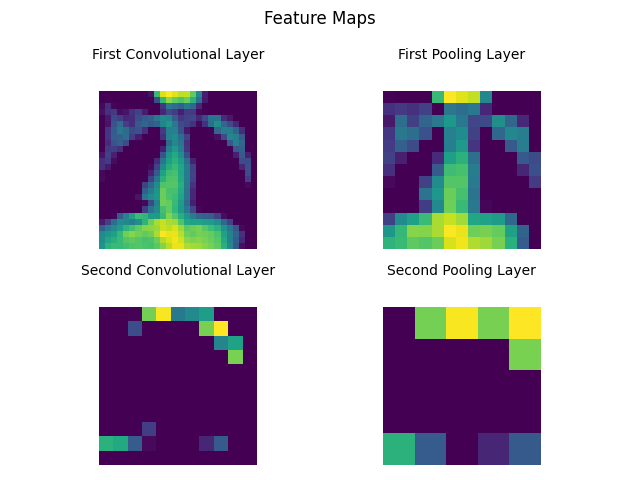 Feature Maps
First Convolutional Layer
First Pooling Layer
Second Convolutional Layer
Second Pooling Layer